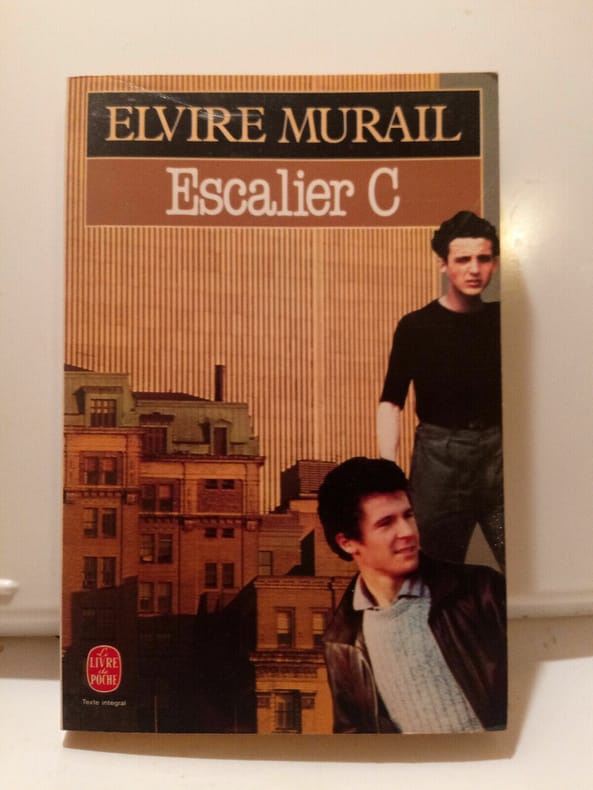 ELVIRE MURAIL
Escalier C
Le
LIVRE
de
POCHE
Texte intégral